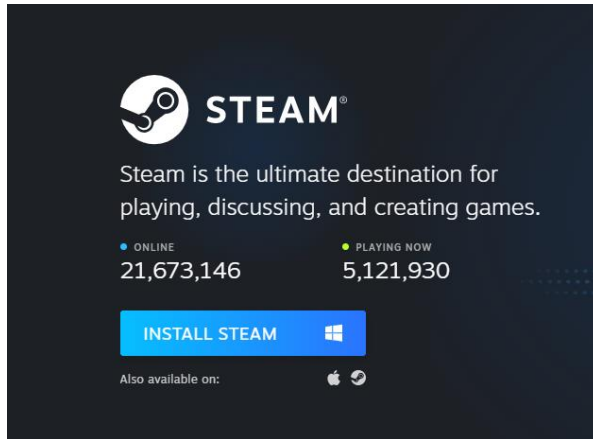 STEAM®
Steam is the ultimate destination for
playing, discussing, and creating games.
ONLINE PLAYING NOW
21,673,146 5,121,930
INSTALL STEAM
Also available on: